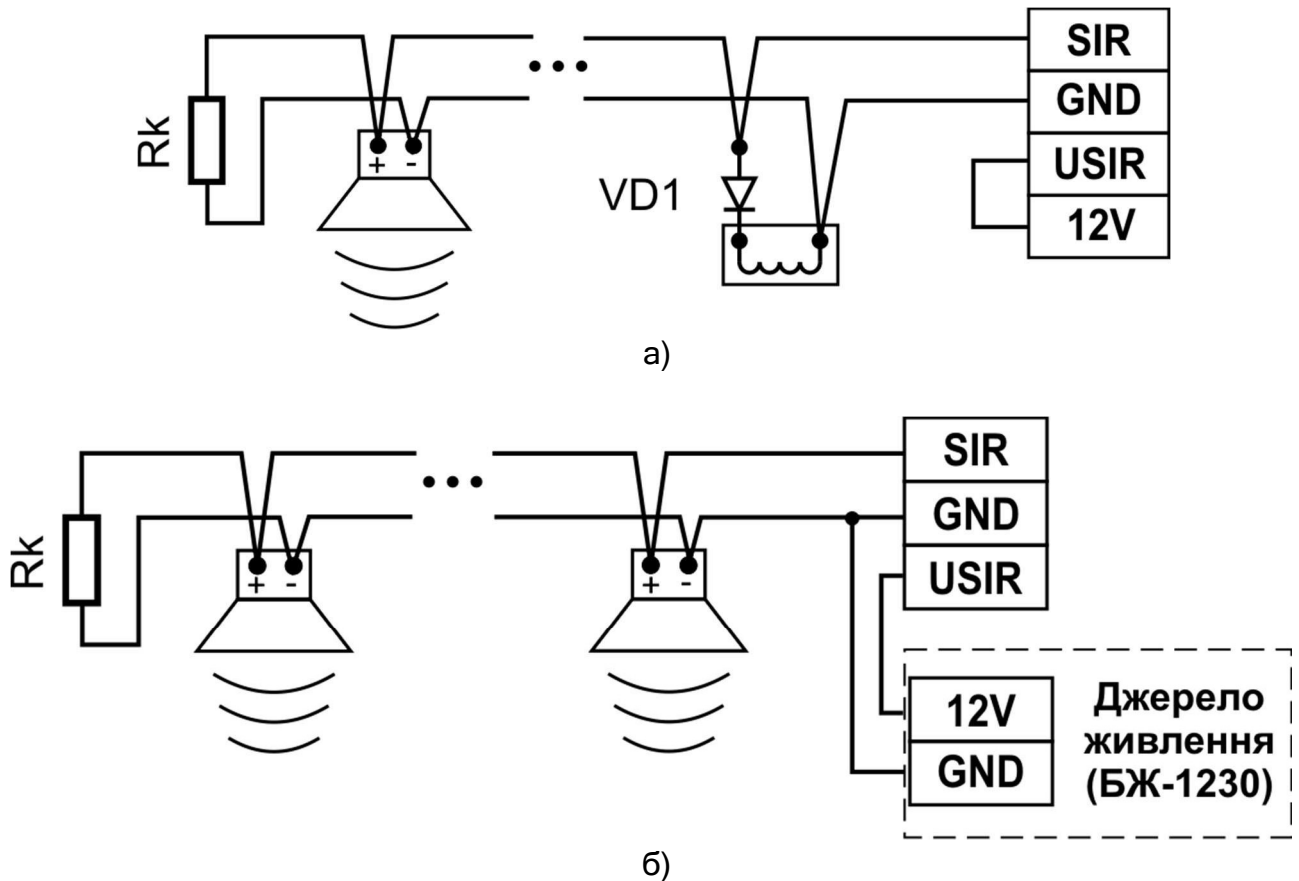 SIR
GND
USIR
12V
Rk
+ -
VD1
а)
SIR
GND
USIR
Rk
+ -
+ -
12V
GND
Джерело
живлення
(БЖ-1230)
б)